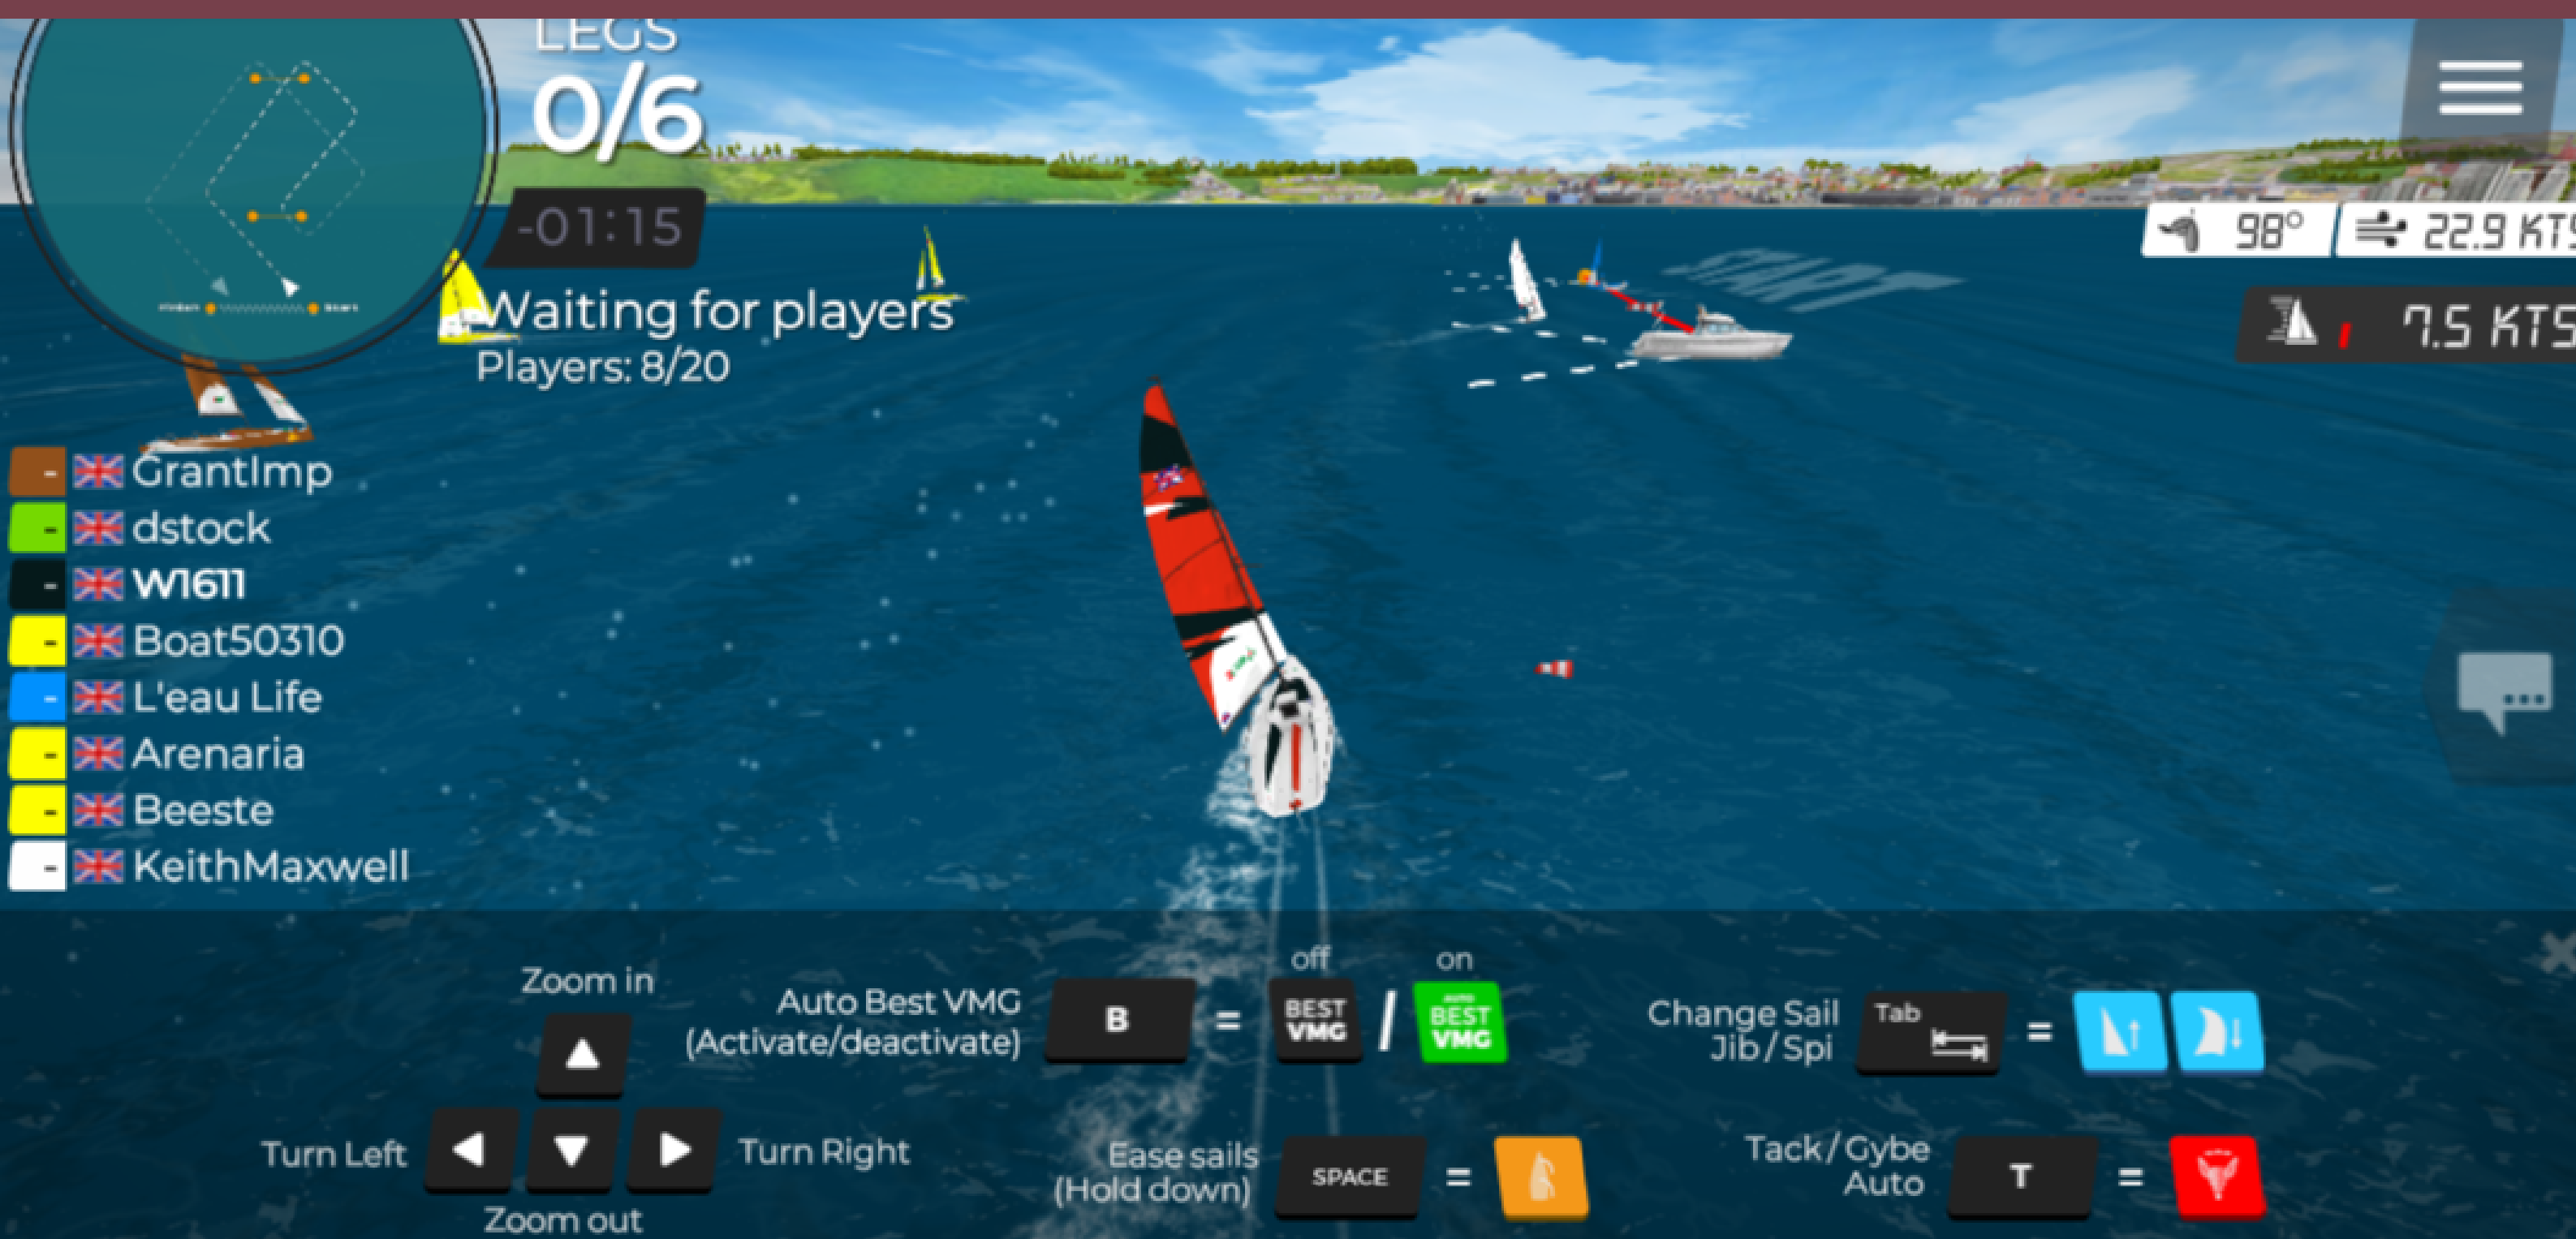 LEGS
0/6
-01:15
Waiting for players
Players: 8/20
98°
22.9 KTS
7.5 KTS
START
- GrantImp
- dstock
- W1611
- Boat50310
- L'eau Life
- Arenaria
- Beeste
- KeithMaxwell
Zoom in
Turn Left
Turn Right
Zoom out
Auto Best VMG
(Activate/deactivate)
B
=
off
BEST
VMG
/
on
AUTO
BEST
VMG
Ease sails
(Hold down)
SPACE
=
Change Sail
Jib / Spi
Tab
=
Tack / Gybe
Auto
T
=